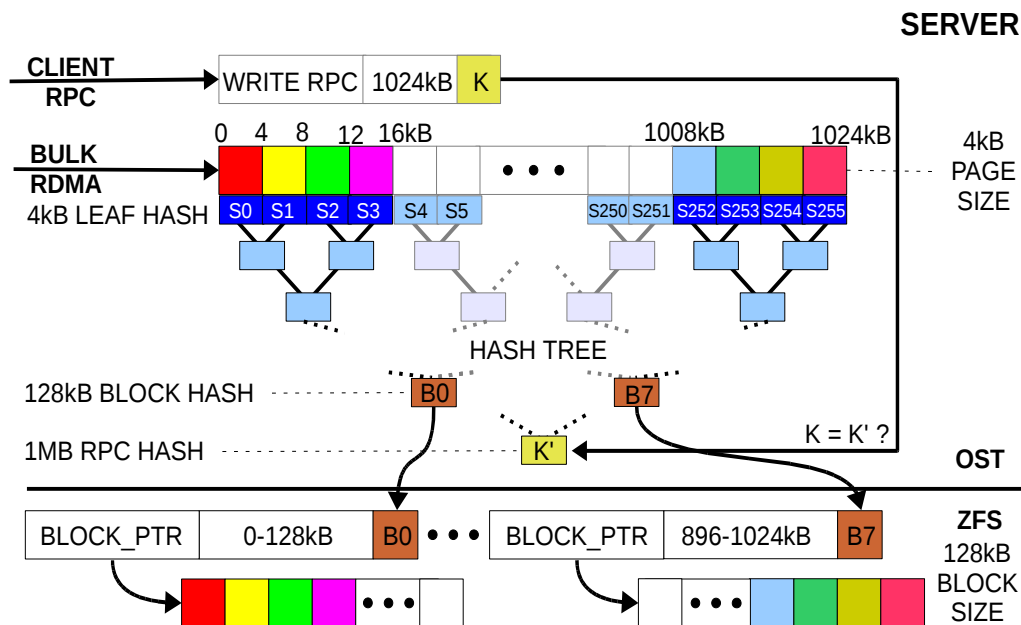 SERVER
CLIENT
RPC
WRITE RPC 1024kB K
0 4 8 12 16kB 1008kB 1024kB
BULK
RDMA
4kB
PAGE
SIZE
4kB LEAF HASH S0 S1 S2 S3 S4 S5 S250 S251 S252 S253 S254 S255
HASH TREE
128kB BLOCK HASH B0 B7
K = K' ?
1MB RPC HASH K'
OST
BLOCK_PTR 0-128kB B0 BLOCK_PTR 896-1024kB B7
ZFS
128kB
BLOCK
SIZE